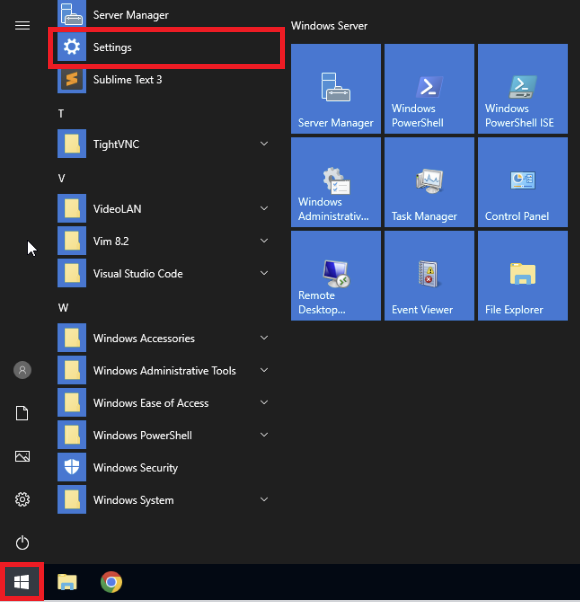 Server Manager
Settings
Sublime Text 3
T
TightVNC
V
VideoLAN
Vim 8.2
Visual Studio Code
W
Windows Accessories
Windows Administrative Tools
Windows Ease of Access
Windows PowerShell
Windows Security
Windows System
Windows Server
Server Manager
Windows
PowerShell
Windows
PowerShell ISE
Windows
Administrativ...
Task Manager
Control Panel
Remote
Desktop...
Event Viewer
File Explorer